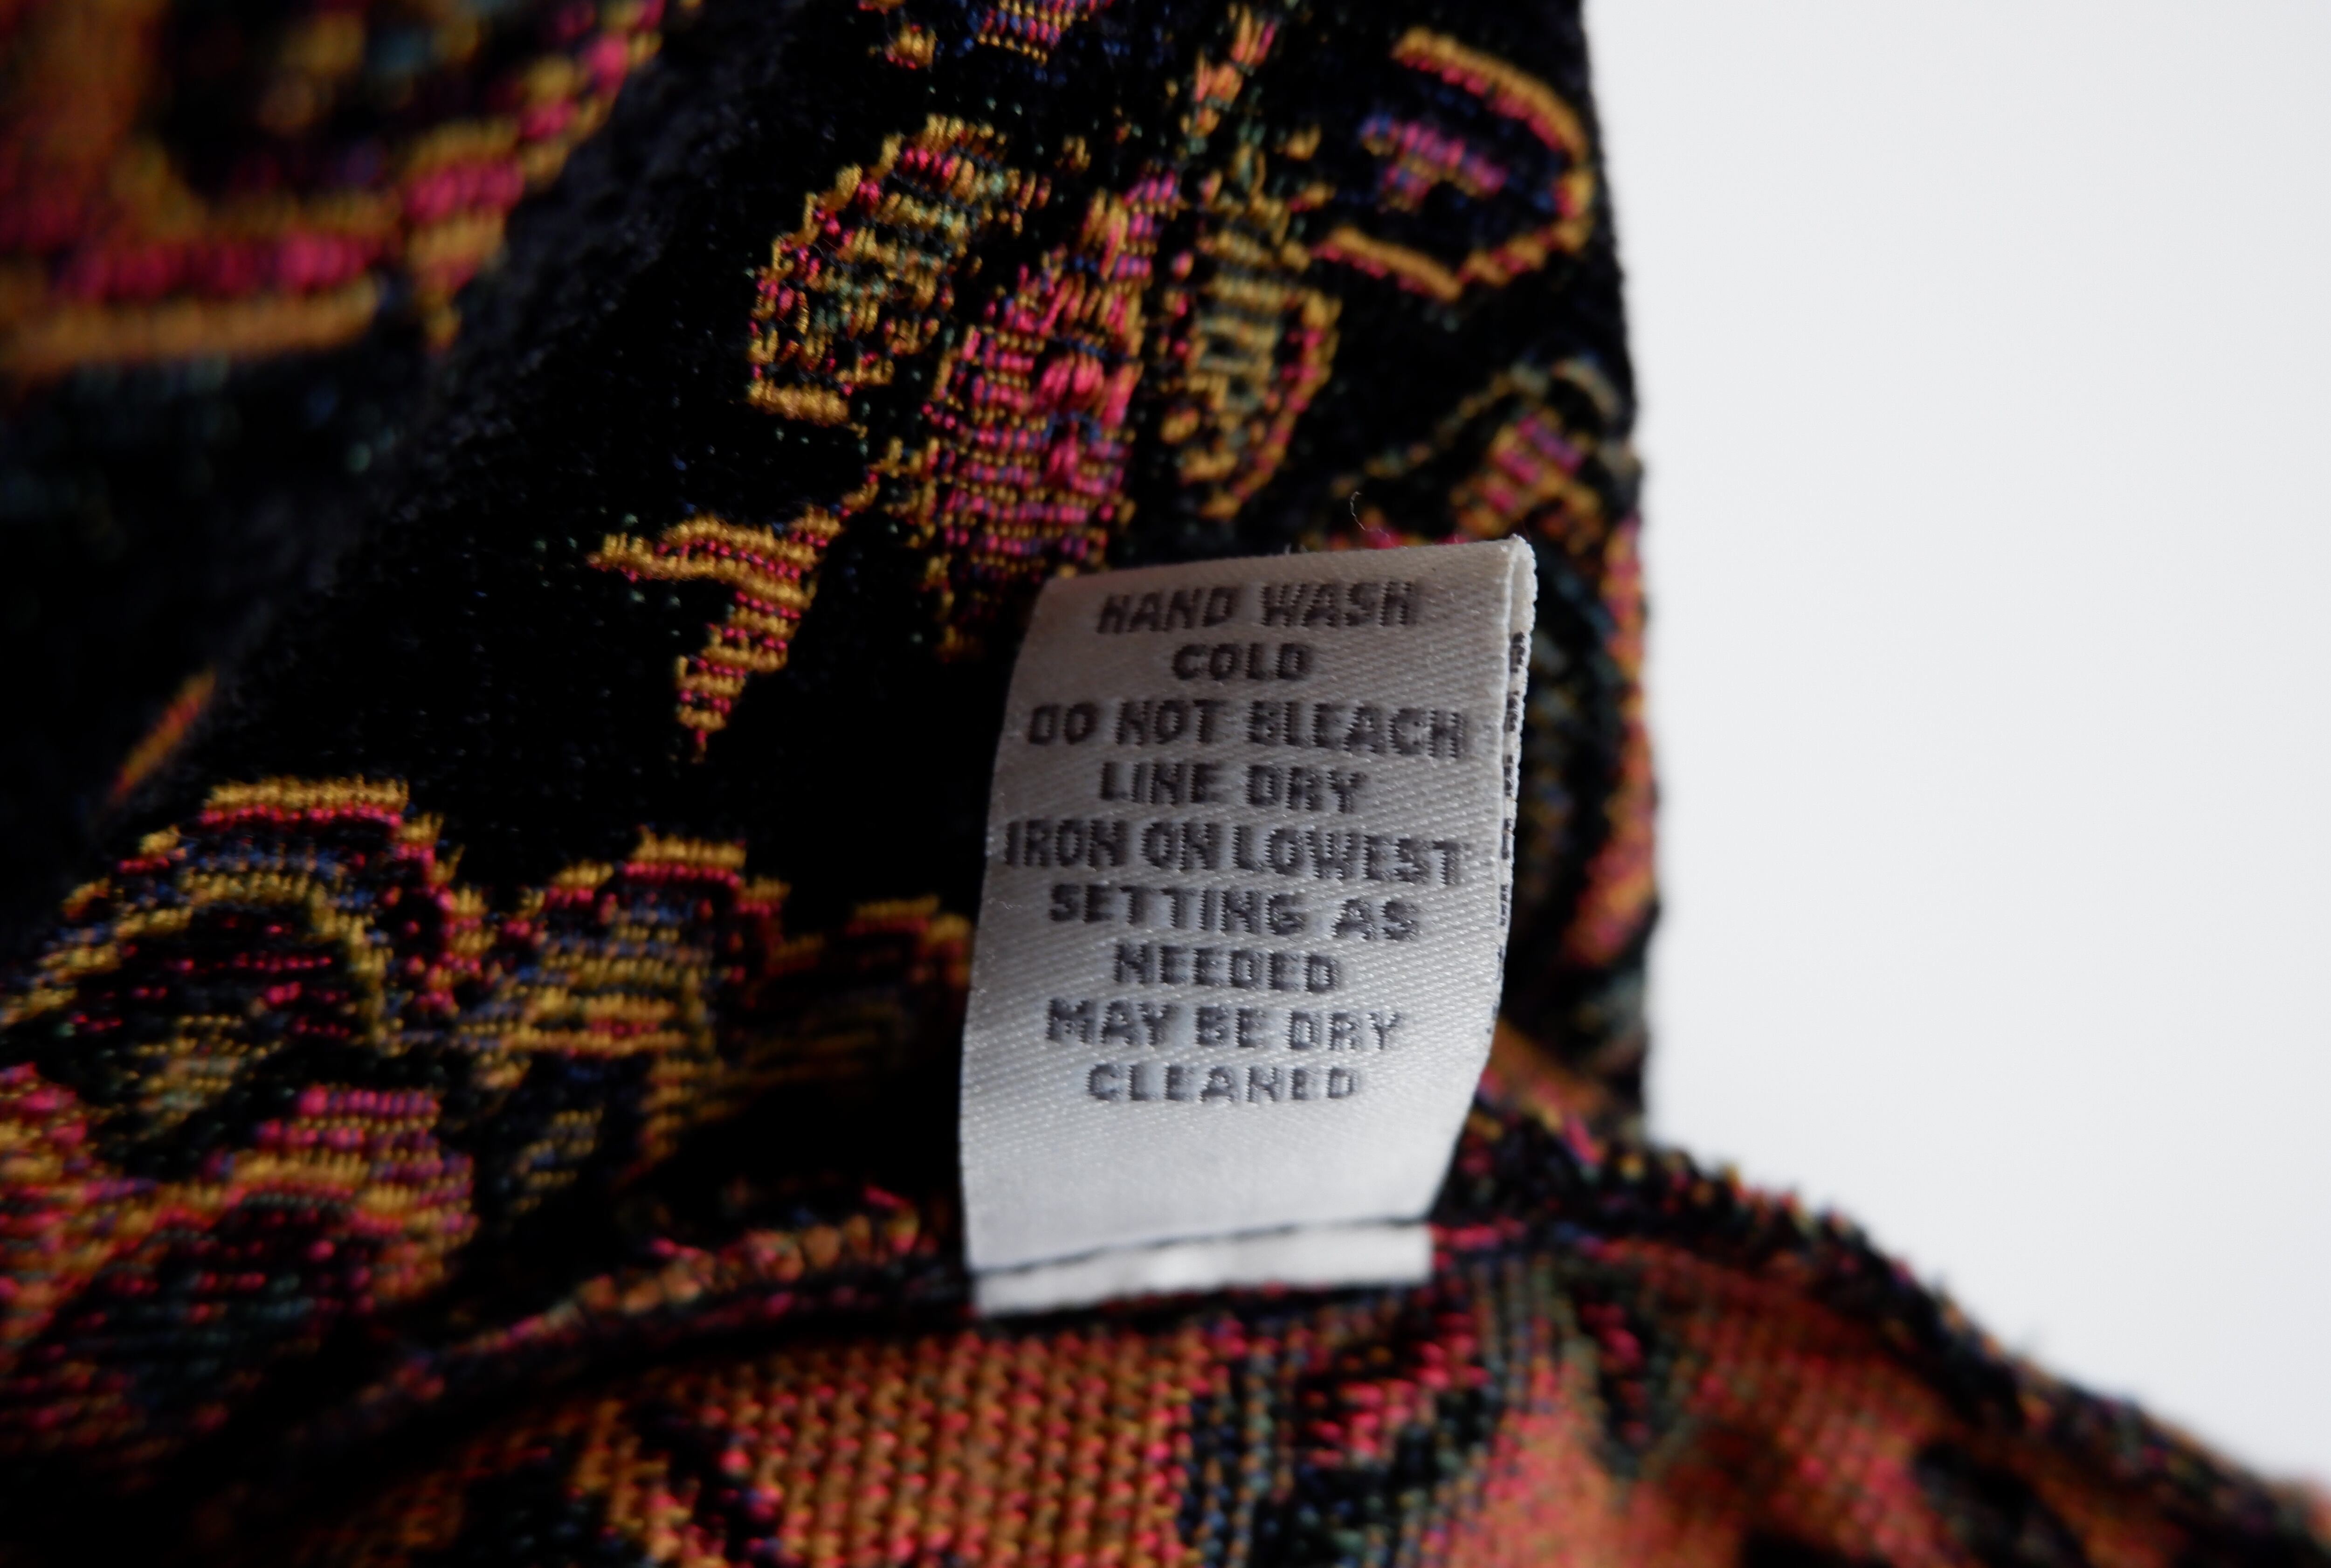 HAND WASH
COLD
DO NOT BLEACH
LINE DRY
IRON ON LOWEST
SETTING AS
NEEDED
MAY BE DRY
CLEANED